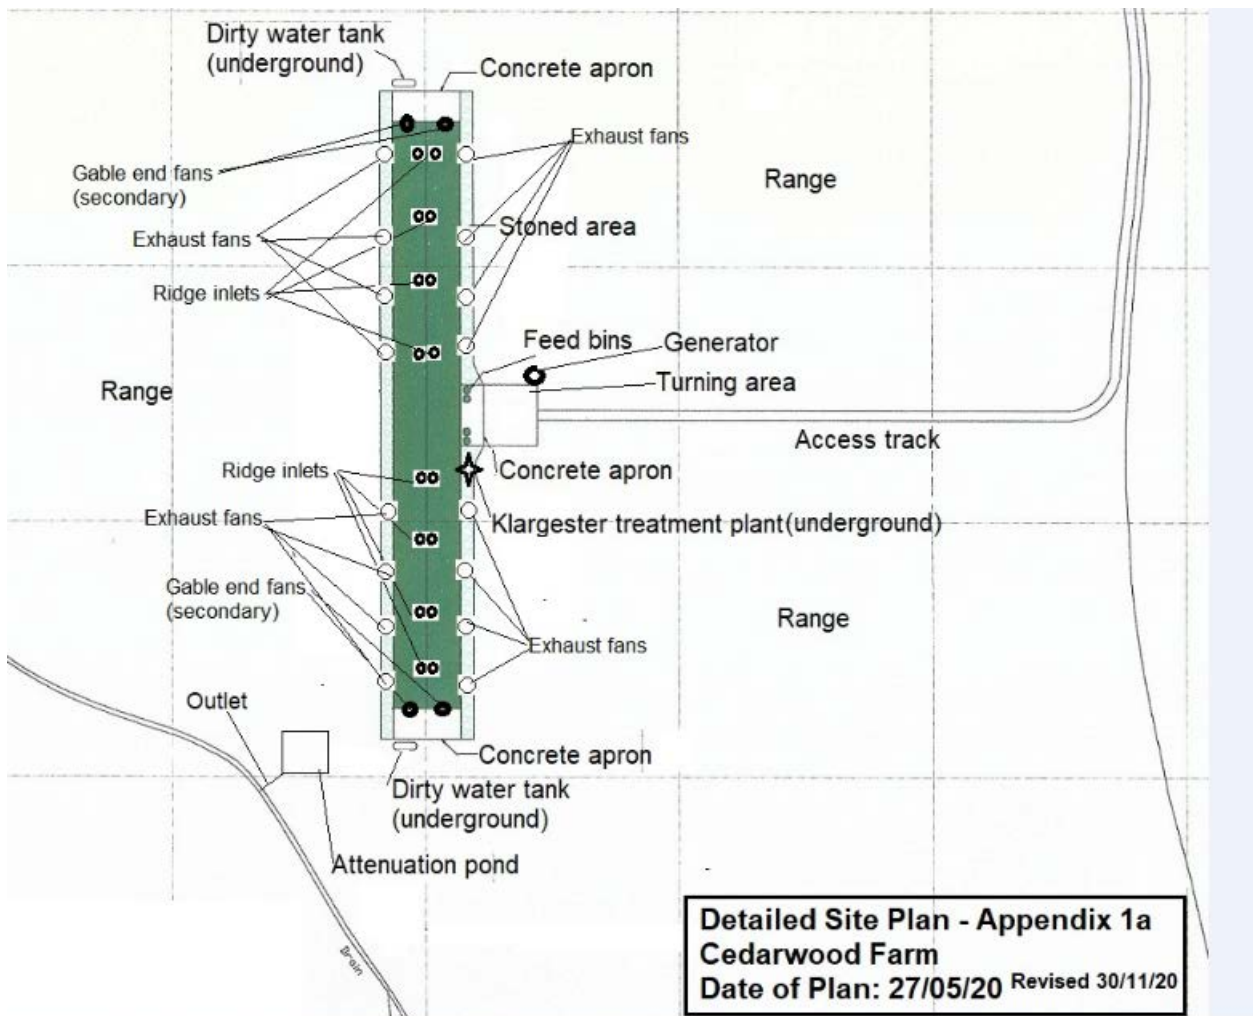 Dirty water tank
(underground)
Concrete apron
Exhaust fans
Gable end fans
(secondary)
Range
Stoned area
Exhaust fans
Ridge inlets
Feed bins
Generator
Turning area
Range
Access track
Ridge inlets
Concrete apron
Exhaust fans
Klargester treatment plant(underground)
Gable end fans
(secondary)
Range
Exhaust fans
Outlet
Concrete apron
Dirty water tank
(underground)
Attenuation pond
Drain
Detailed Site Plan - Appendix 1a
Cedarwood Farm
Date of Plan: 27/05/20 Revised 30/11/20